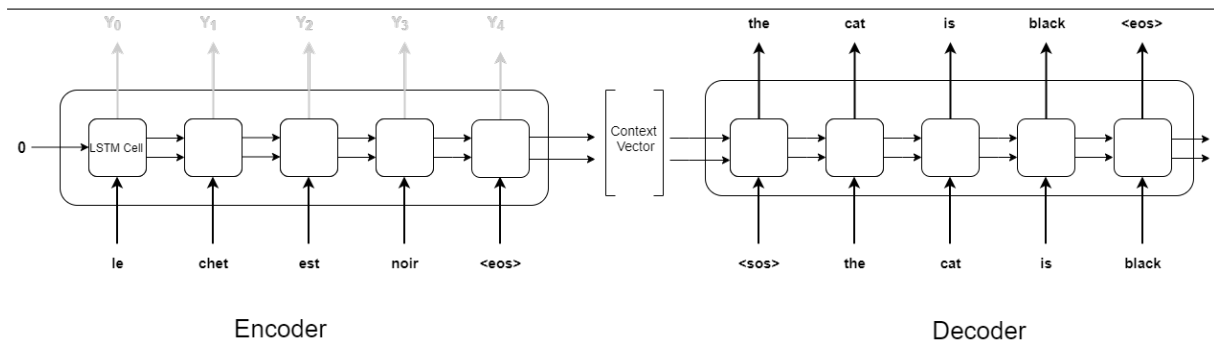 Y0 Y1 Y2 Y3 Y4
the cat is black <eos>
0
LSTM Cell
Context
Vector
le chet est noir <eos>
<sos> the cat is black
Encoder
Decoder